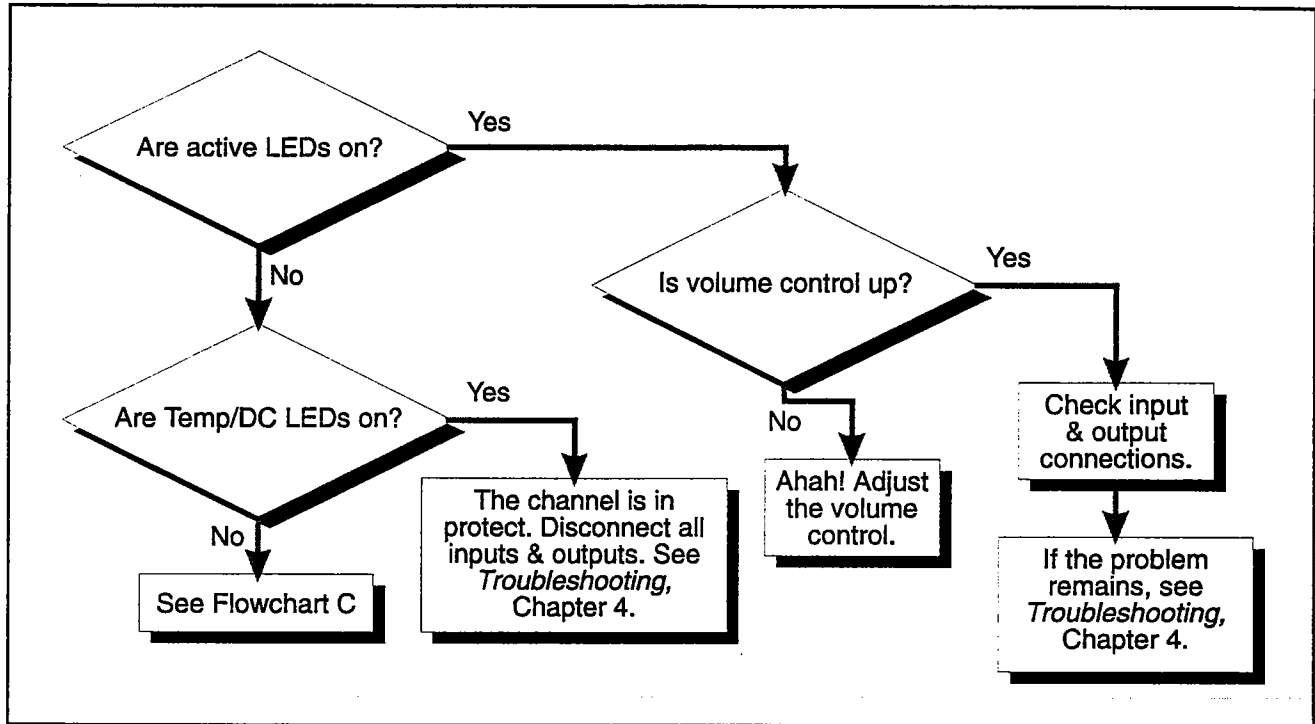 Are active LEDs on?
Yes
No
Is volume control up?
Yes
No
Are Temp/DC LEDs on?
Yes
No
Check input
& output
connections.
Ahah! Adjust
the volume
control.
The channel is in
protect. Disconnect all
inputs & outputs. See
Troubleshooting,
Chapter 4.
See Flowchart C
If the problem
remains, see
Troubleshooting,
Chapter 4.